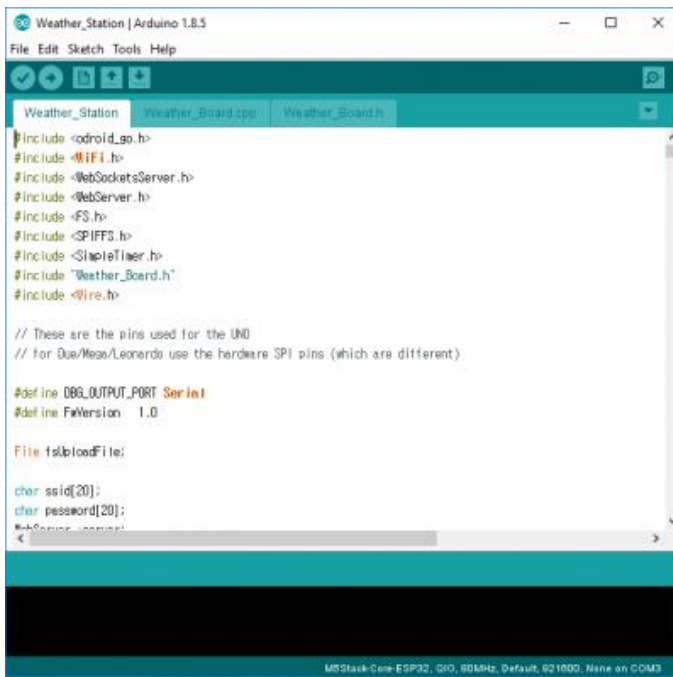 Weather_Station | Arduino 1.8.5
File Edit Sketch Tools Help
Weather_Station Weather_Board.cpp Weather_Board.h
#include <odroid_go.h>
#include <WiFi.h>
#include <WebSocketsServer.h>
#include <WebServer.h>
#include <FS.h>
#include <SPIFFS.h>
#include <SimpleTimer.h>
#include "Weather_Board.h"
#include <Wire.h>
// These are the pins used for the UNO
// for Due/Mega/Leonardo use the hardware SPI pins (which are different)
#define DBG_OUTPUT_PORT Serial
#define FwVersion 1.0
File fsUploadFile;
char ssid[20];
char password[20];
M5Stack-Core-ESP32, QIO, 80MHz, Default, 921600, None on COM3